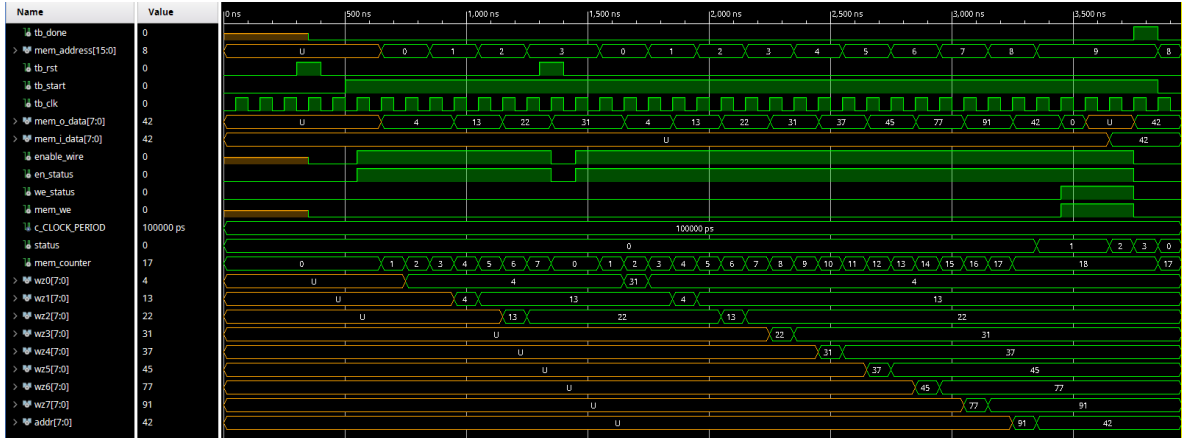 Name Value 0 ns 500 ns 1,000 ns 1,500 ns 2,000 ns 2,500 ns 3,000 ns 3,500 ns
tb_done 0
mem_address[15:0] 8 U 0 1 2 3 0 1 2 3 4 5 6 7 8 9 8
tb_rst 0
tb_start 0
tb_clk 0
mem_o_data[7:0] 42 U 4 13 22 31 4 13 22 31 37 45 77 91 42 0 U 42
mem_i_data[7:0] 42 U 42
enable_wire 0
en_status 0
we_status 0
mem_we 0
c_CLOCK_PERIOD 100000 ps 100000 ps
status 0 0 1 2 3 0
mem_counter 17 0 1 2 3 4 5 6 7 0 1 2 3 4 5 6 7 8 9 10 11 12 13 14 15 16 17 18 17
wz0[7:0] 4 U 4 31 4
wz1[7:0] 13 U 4 13 4 13
wz2[7:0] 22 U 13 22 13 22
wz3[7:0] 31 U 22 31
wz4[7:0] 37 U 31 37
wz5[7:0] 45 U 37 45
wz6[7:0] 77 U 45 77
wz7[7:0] 91 U 77 91
addr[7:0] 42 U 91 42